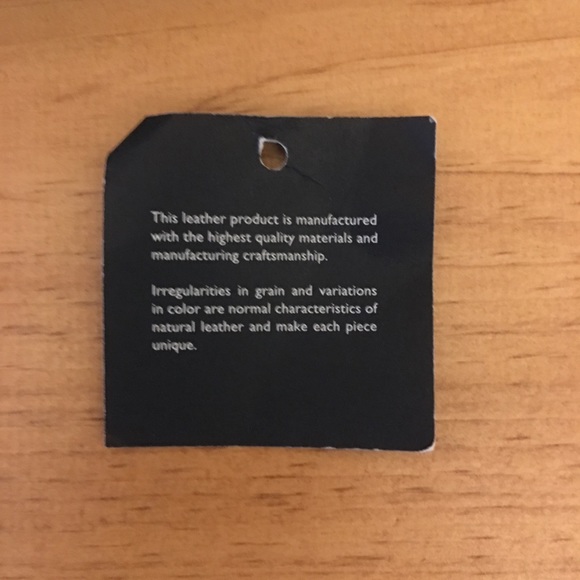 This leather product is manufactured
with the highest quality materials and
manufacturing craftsmanship.
Irregularities in grain and variations
in color are normal characteristics of
natural leather and make each piece
unique.